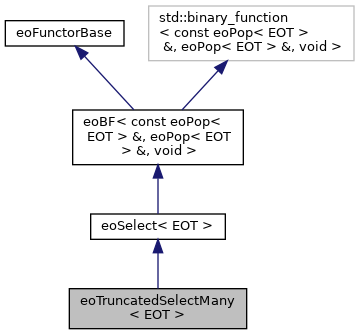 eoFunctorBase
std::binary_function
< const eoPop< EOT >
&, eoPop< EOT > &, void >
eoBF< const eoPop<
EOT > &, eoPop< EOT
> &, void >
eoSelect< EOT >
eoTruncatedSelectMany
< EOT >